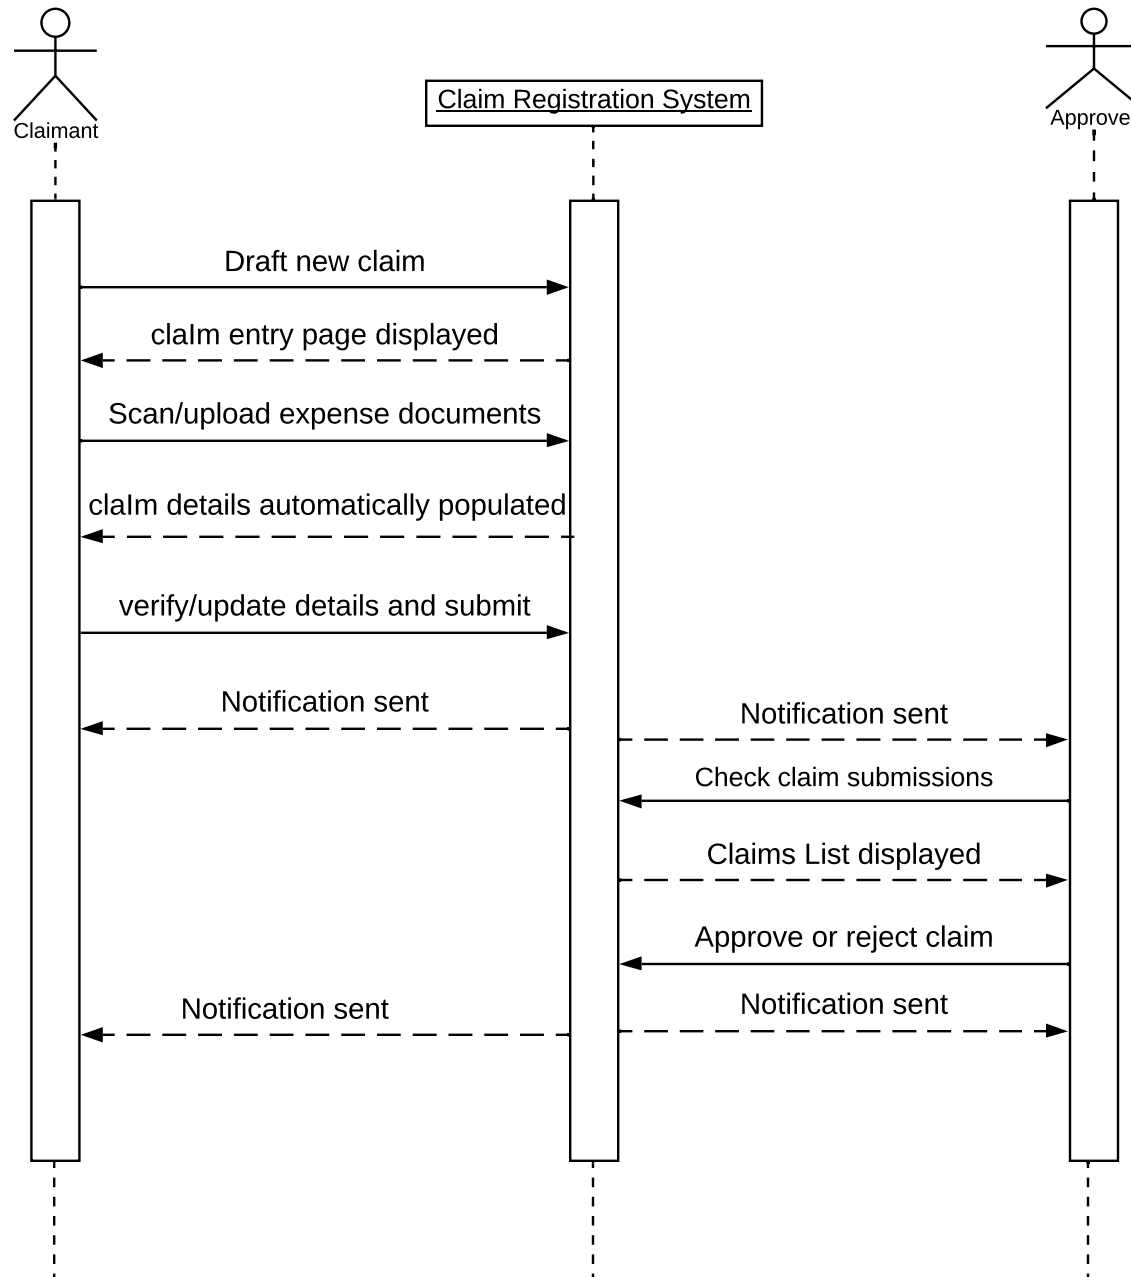 Claimant
Claim Registration System
Approve
Draft new claim
claIm entry page displayed
Scan/upload expense documents
claIm details automatically populated
verify/update details and submit
Notification sent
Notification sent
Check claim submissions
Claims List displayed
Approve or reject claim
Notification sent
Notification sent